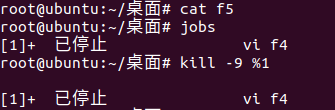 root@ubuntu:~/桌面# cat f5
root@ubuntu:~/桌面# jobs
[1]+  已停止               vi f4
root@ubuntu:~/桌面# kill -9 %1

[1]+  已停止               vi f4